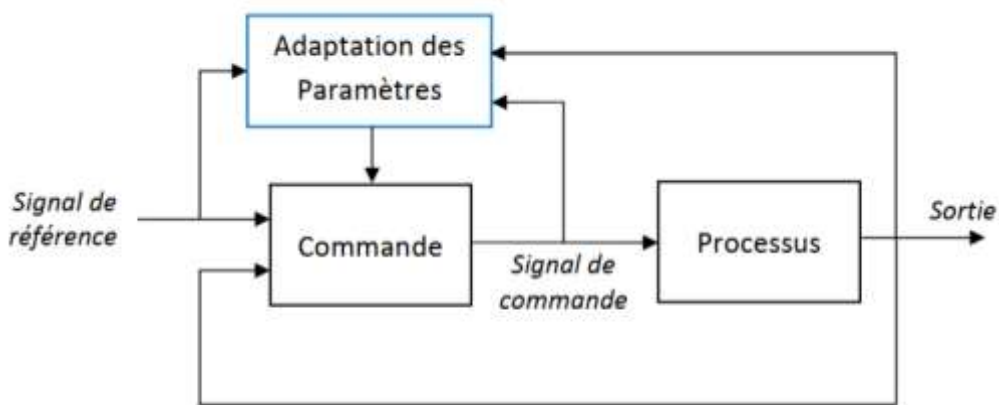 Adaptation des
Paramètres
Signal de
référence
Commande
Signal de
commande
Processus
Sortie